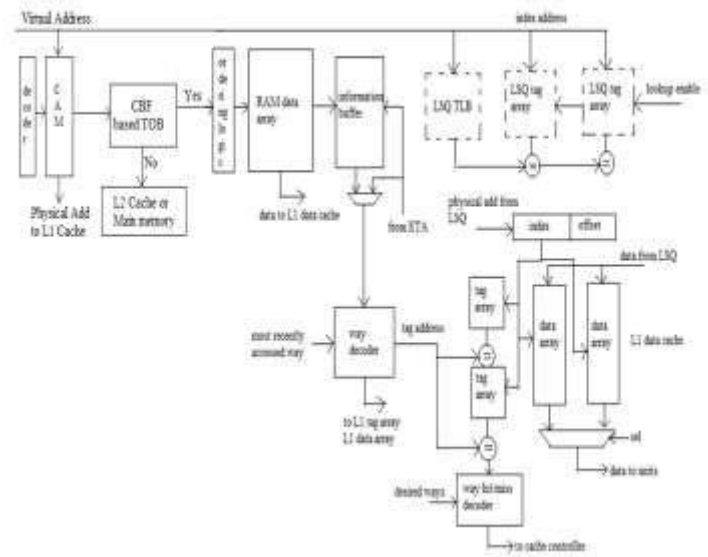 Virtual Address
index address
CAM
CBF
based TOB
Yes
No
L2 Cache or
Main memory
Physical Add
to L1 Cache
RAM data
array
information
buffer
data to L1 data cache
from XTA
LSQ TLB
LSQ tag
array
LSQ tag
array
lookup enable
physical add from
LSQ
index
offset
data from LSQ
tag
array
tag
array
data
array
data
array
L1 data cache
sel
data to units
most recently
accessed way
way
decoder
tag address
to L1 tag array
L1 data array
desired ways
way hit/miss
decoder
to cache controller